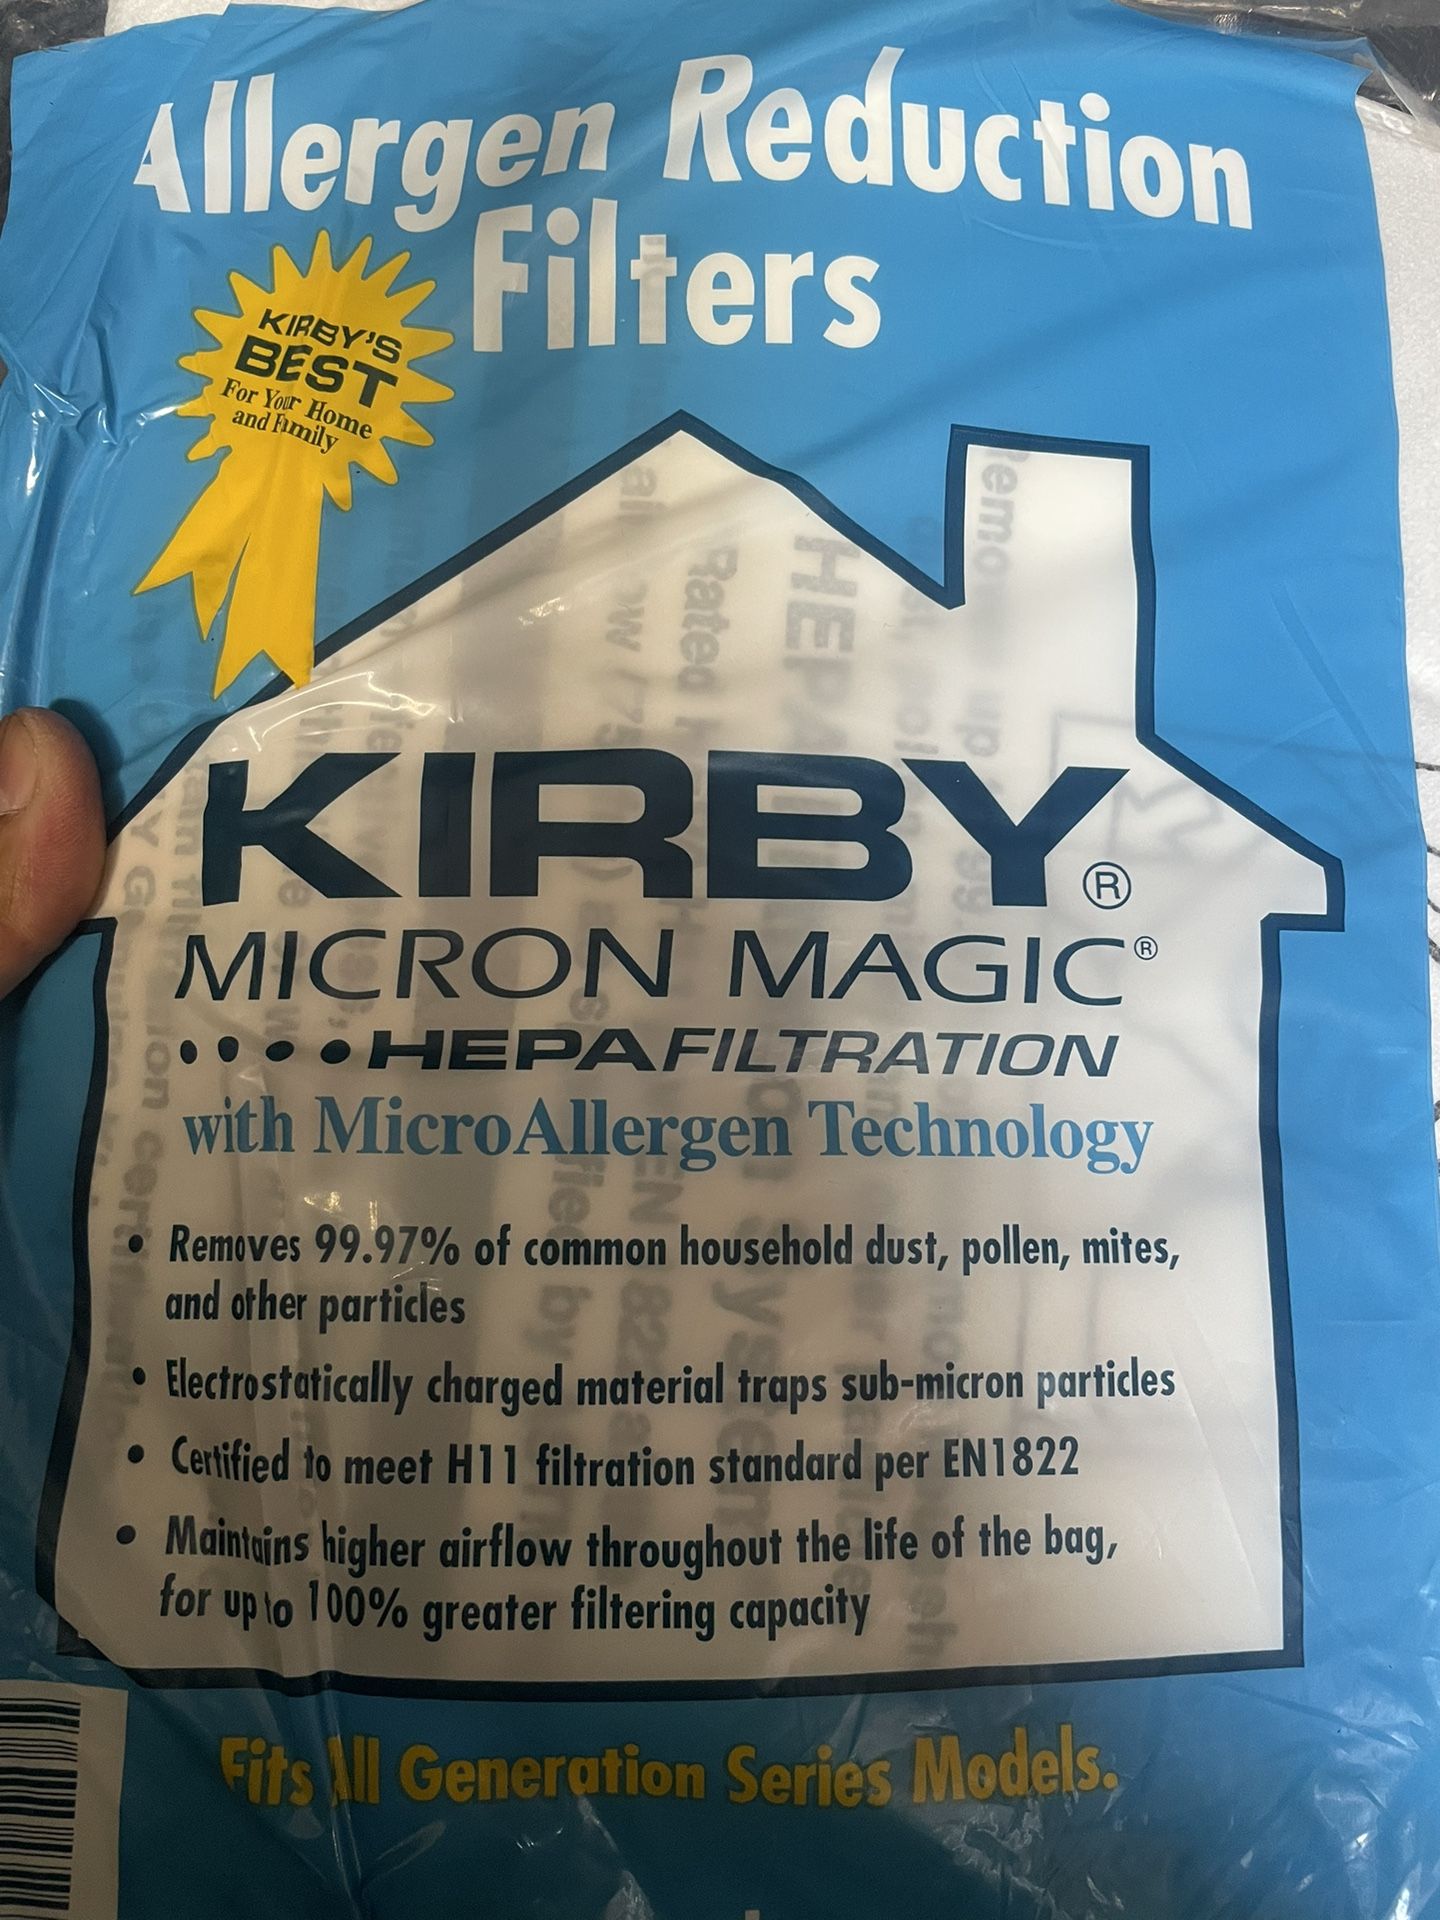 Allergen Reduction
Filters
KIRBY'S
BEST
For Your Home
and Family
KIRBY®
MICRON MAGIC®
••••HEPAFILTRATION
with MicroAllergen Technology
• Removes 99.97% of common household dust, pollen, mites,
and other particles
• Electrostatically charged material traps sub-micron particles
• Certified to meet H11 filtration standard per EN1822
• Maintains higher airflow throughout the life of the bag,
for up to 100% greater filtering capacity
Fits All Generation Series Models.